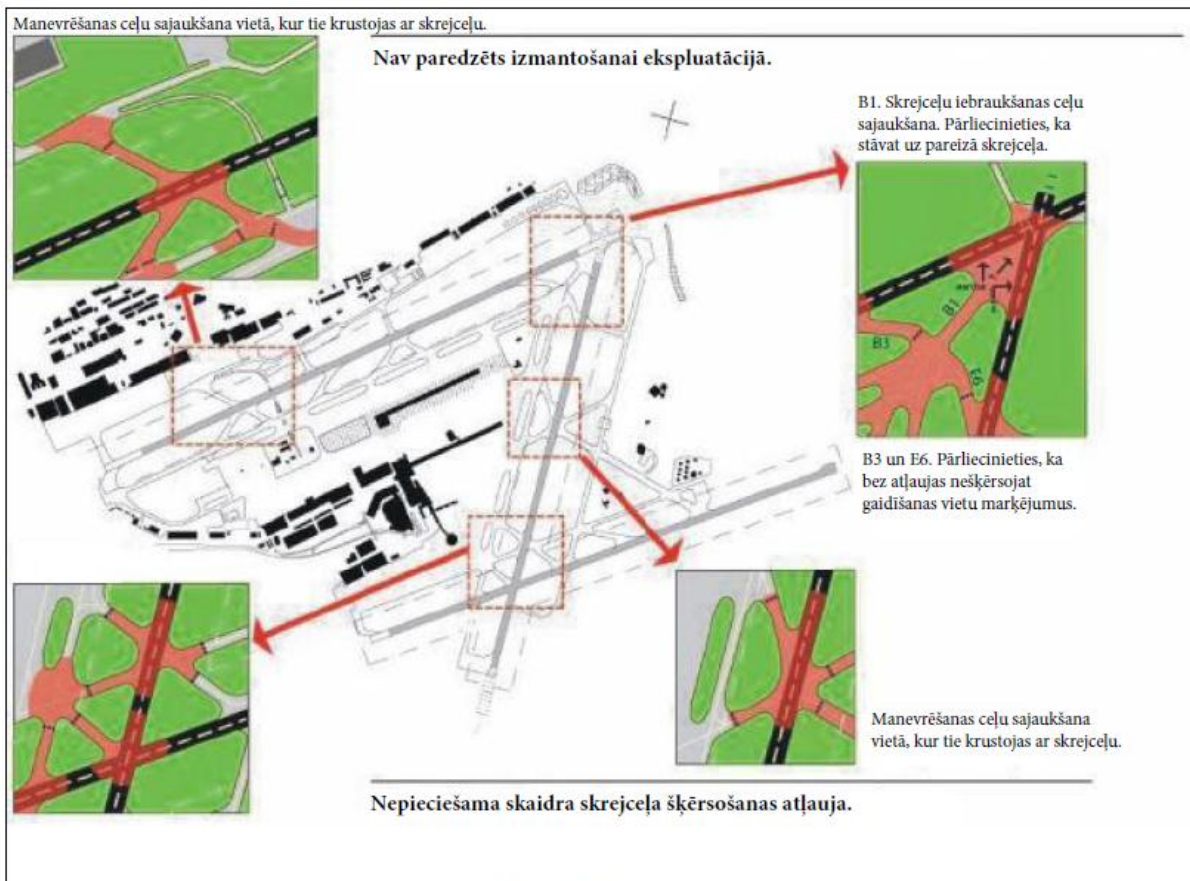 Manevrēšanas ceļu sajaukšana vietā, kur tie krustojas ar skrejceļu.
Nav paredzēts izmantošanai ekspluatācijā.
B1. Skrejceļu iebraukšanas ceļu
sajaukšana. Pārliecinieties, ka
stāvat uz pareizā skrejceļa.
B1
B3
E6
B3 un E6. Pārliecinieties, ka
bez atļaujas nešķērsojat
gaidīšanas vietu marķējumus.
Manevrēšanas ceļu sajaukšana
vietā, kur tie krustojas ar skrejceļu.
Nepieciešama skaidra skrejceļa šķērsošanas atļauja.